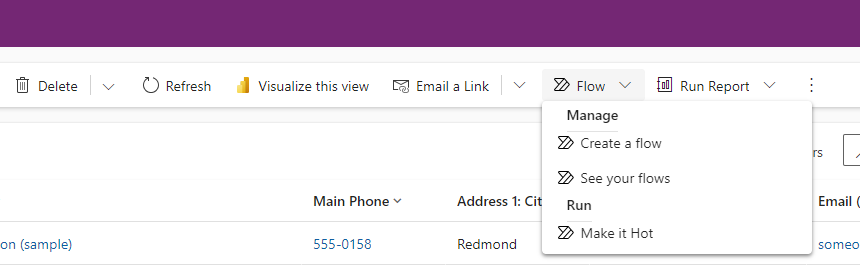 Delete Refresh Visualize this view Email a Link Flow Run Report
Manage
Create a flow
rs
See your flows
Main Phone Address 1: Cit Run Email (
on (sample) 555-0158 Redmond Make it Hot someo